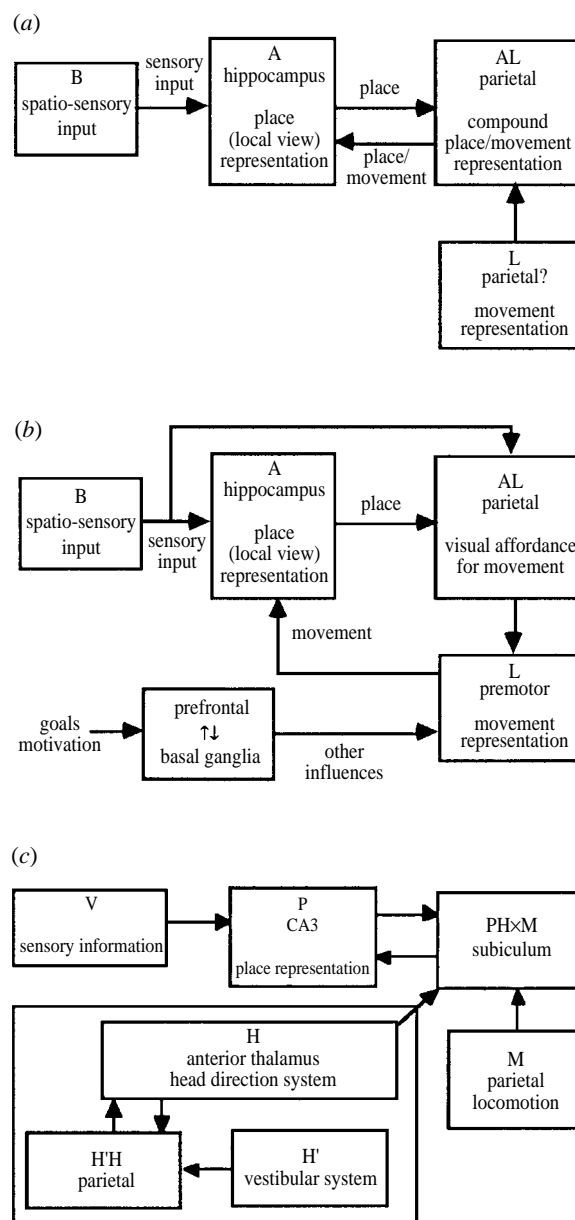 (a)
B
spatio-sensory
input
sensory
input
A
hippocampus
place
(local view)
representation
place
place/
movement
AL
parietal
compound
place/movement
representation
L
parietal?
movement
representation
(b)
B
spatio-sensory
input
sensory
input
A
hippocampus
place
(local view)
representation
place
AL
parietal
visual affordance
for movement
movement
L
premotor
movement
representation
goals
motivation
prefrontal
↑↓
basal ganglia
other
influences
(c)
V
sensory information
P
CA3
place representation
PH×M
subiculum
H
anterior thalamus
head direction system
M
parietal
locomotion
H'H
parietal
H'
vestibular system